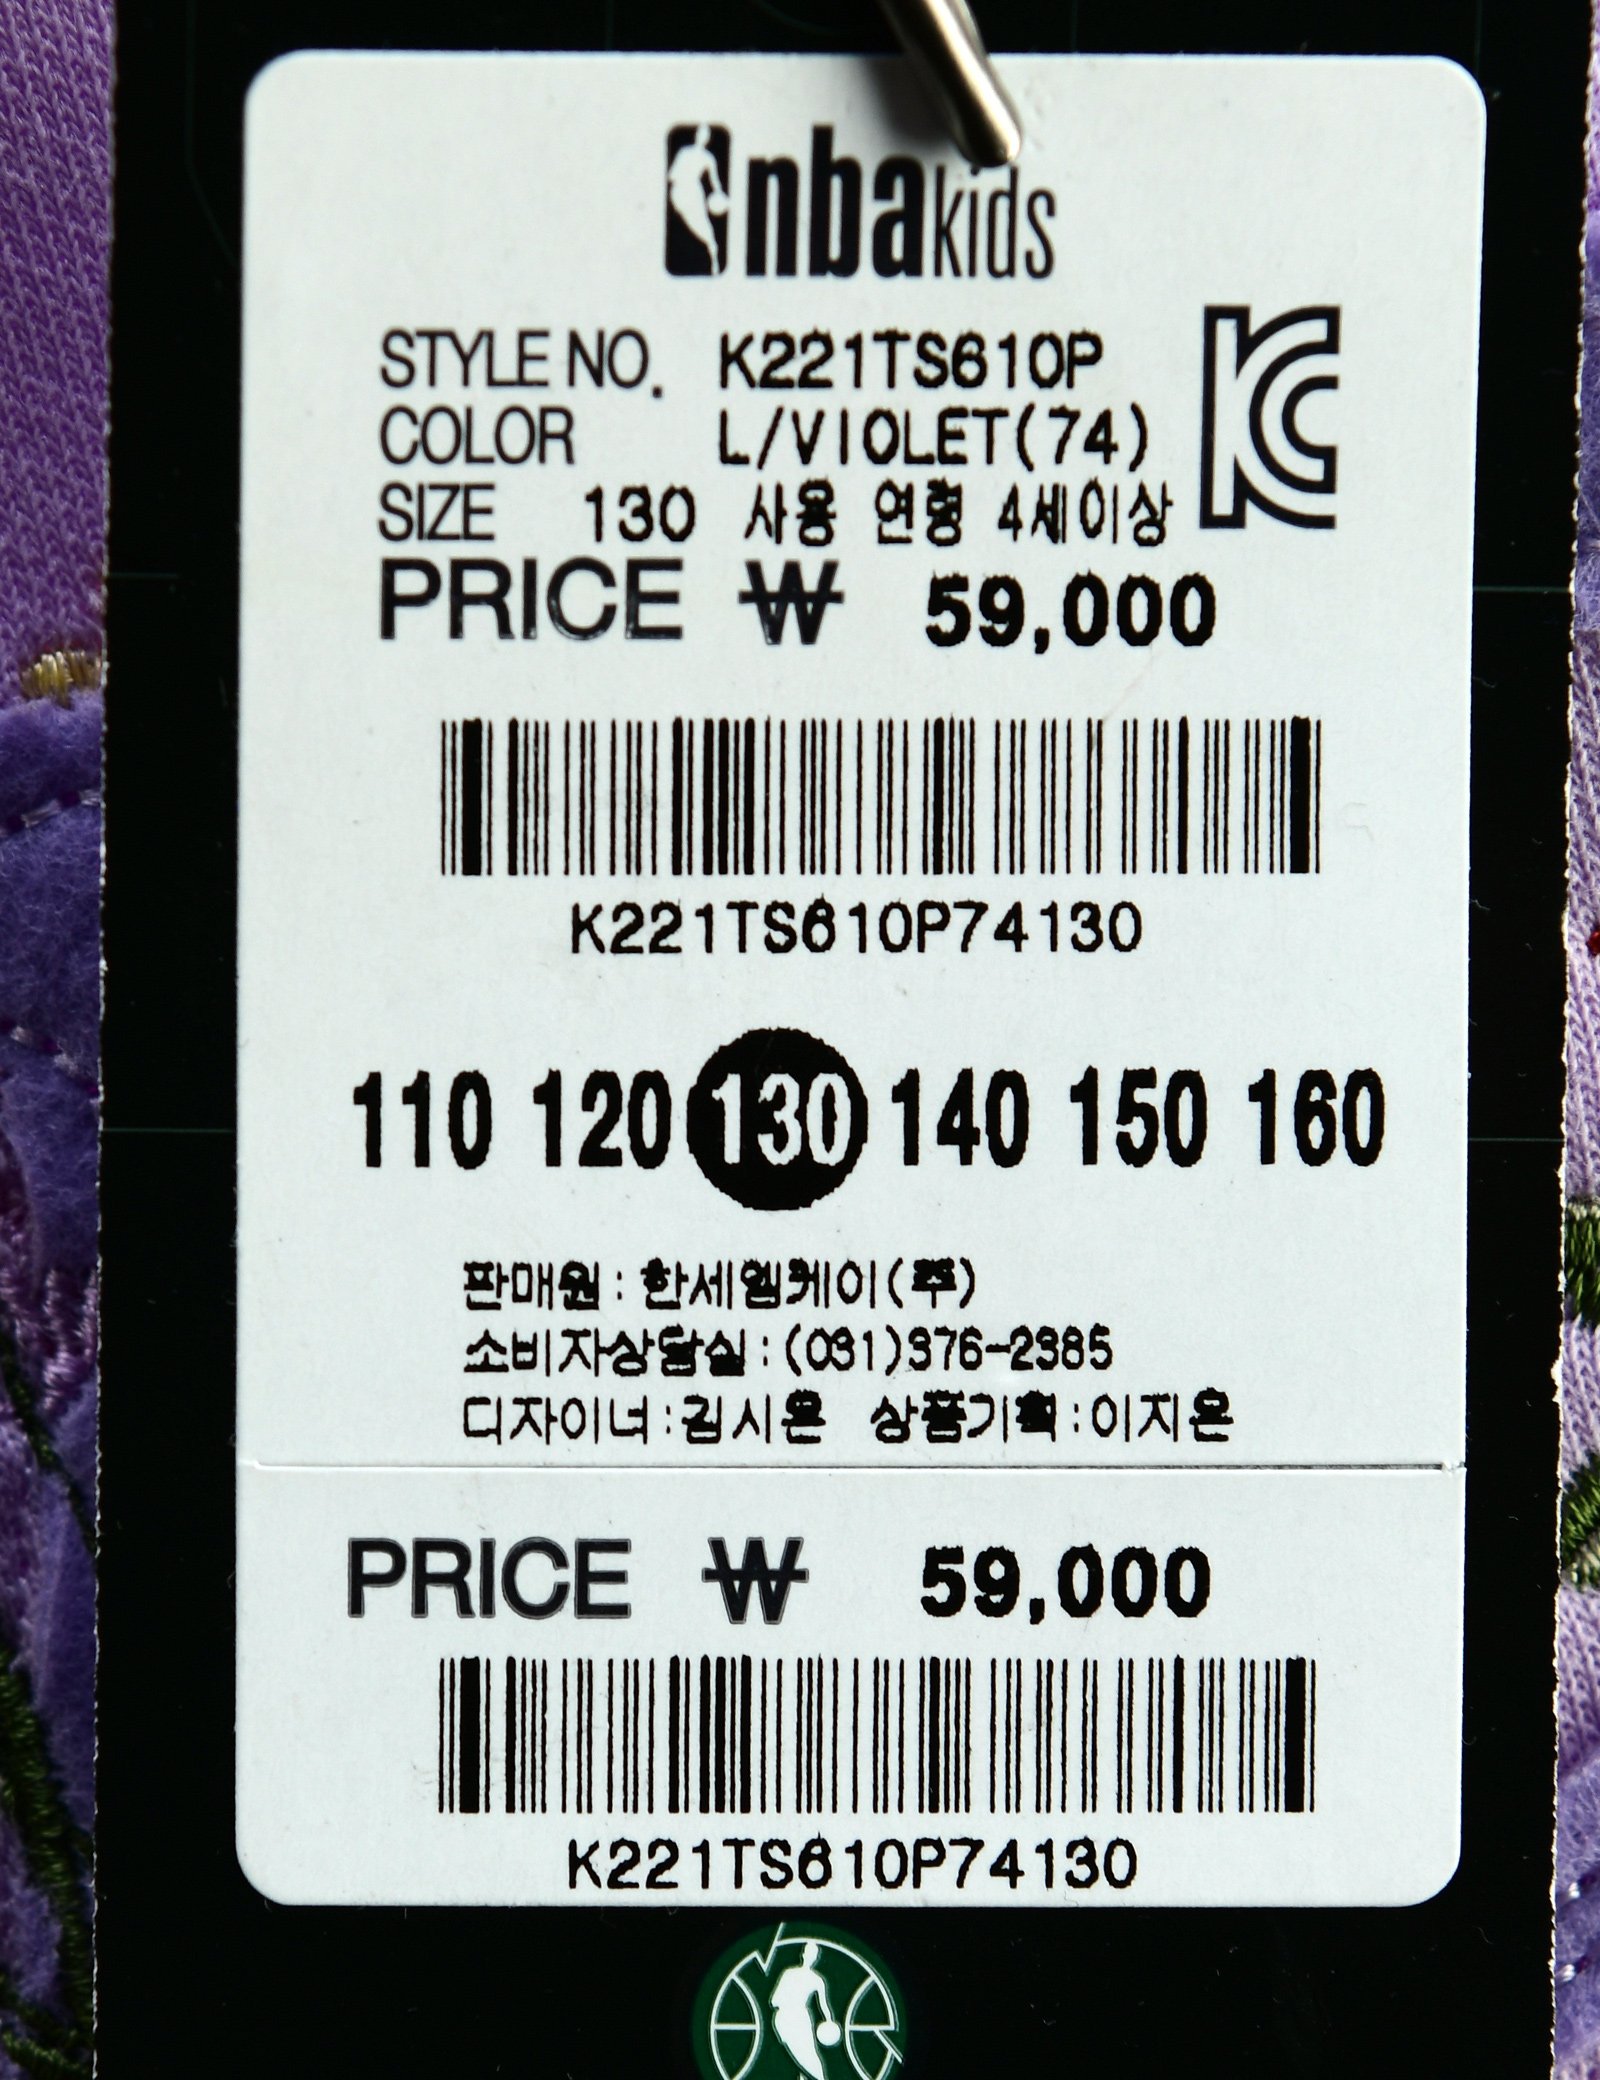 nbakids
STYLE NO. K221TS610P
COLOR L/VIOLET(74)
SIZE 130 사용 연령 4세이상
PRICE ₩ 59,000
K221TS610P74130
110 120 130 140 150 160
판매원:한세엠케이(주)
소비자상담실:(031)376-2385
디자이너:김시온 상품기획:이지은
PRICE ₩ 59,000
K221TS610P74130